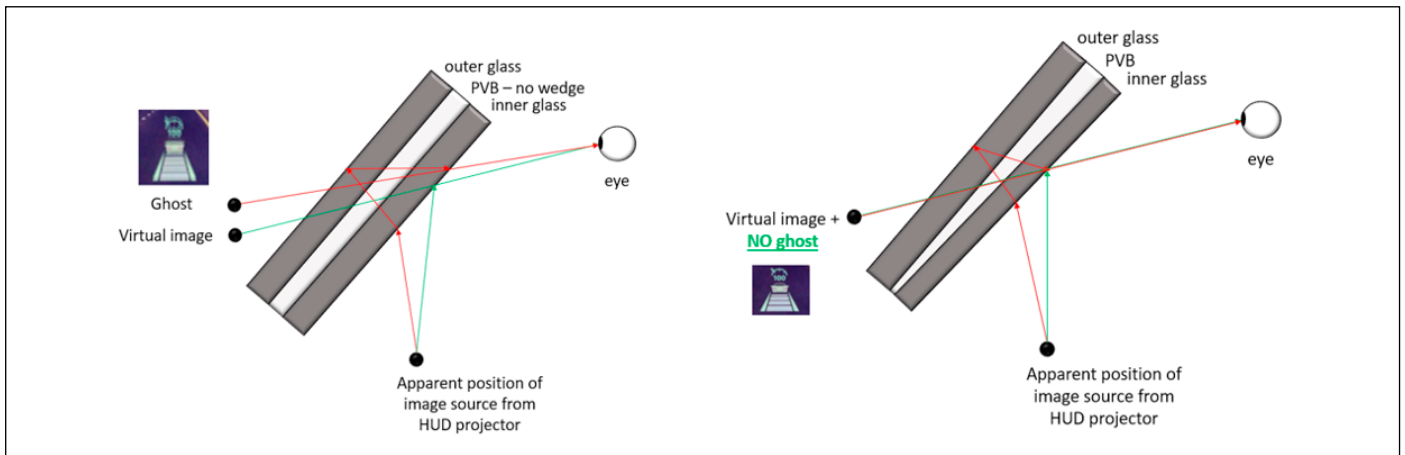 outer glass
PVB – no wedge
inner glass
eye
Ghost
Virtual image
Apparent position of
image source from
HUD projector
outer glass
PVB
inner glass
eye
Virtual image +
NO ghost
100
Apparent position of
image source from
HUD projector